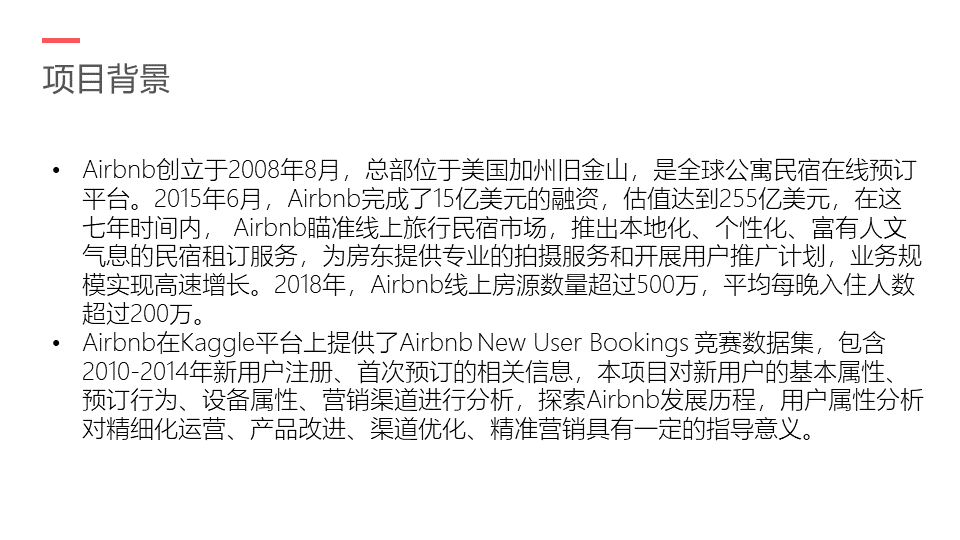 项目背景
• Airbnb创立于2008年8月，总部位于美国加州旧金山，是全球公寓民宿在线预订
平台。2015年6月，Airbnb完成了15亿美元的融资，估值达到255亿美元，在这
七年时间内， Airbnb瞄准线上旅行民宿市场，推出本地化、个性化、富有人文
气息的民宿租订服务，为房东提供专业的拍摄服务和开展用户推广计划，业务规
模实现高速增长。2018年，Airbnb线上房源数量超过500万，平均每晚入住人数
超过200万。
• Airbnb在Kaggle平台上提供了Airbnb New User Bookings 竞赛数据集，包含
2010-2014年新用户注册、首次预订的相关信息，本项目对新用户的基本属性、
预订行为、设备属性、营销渠道进行分析，探索Airbnb发展历程，用户属性分析
对精细化运营、产品改进、渠道优化、精准营销具有一定的指导意义。